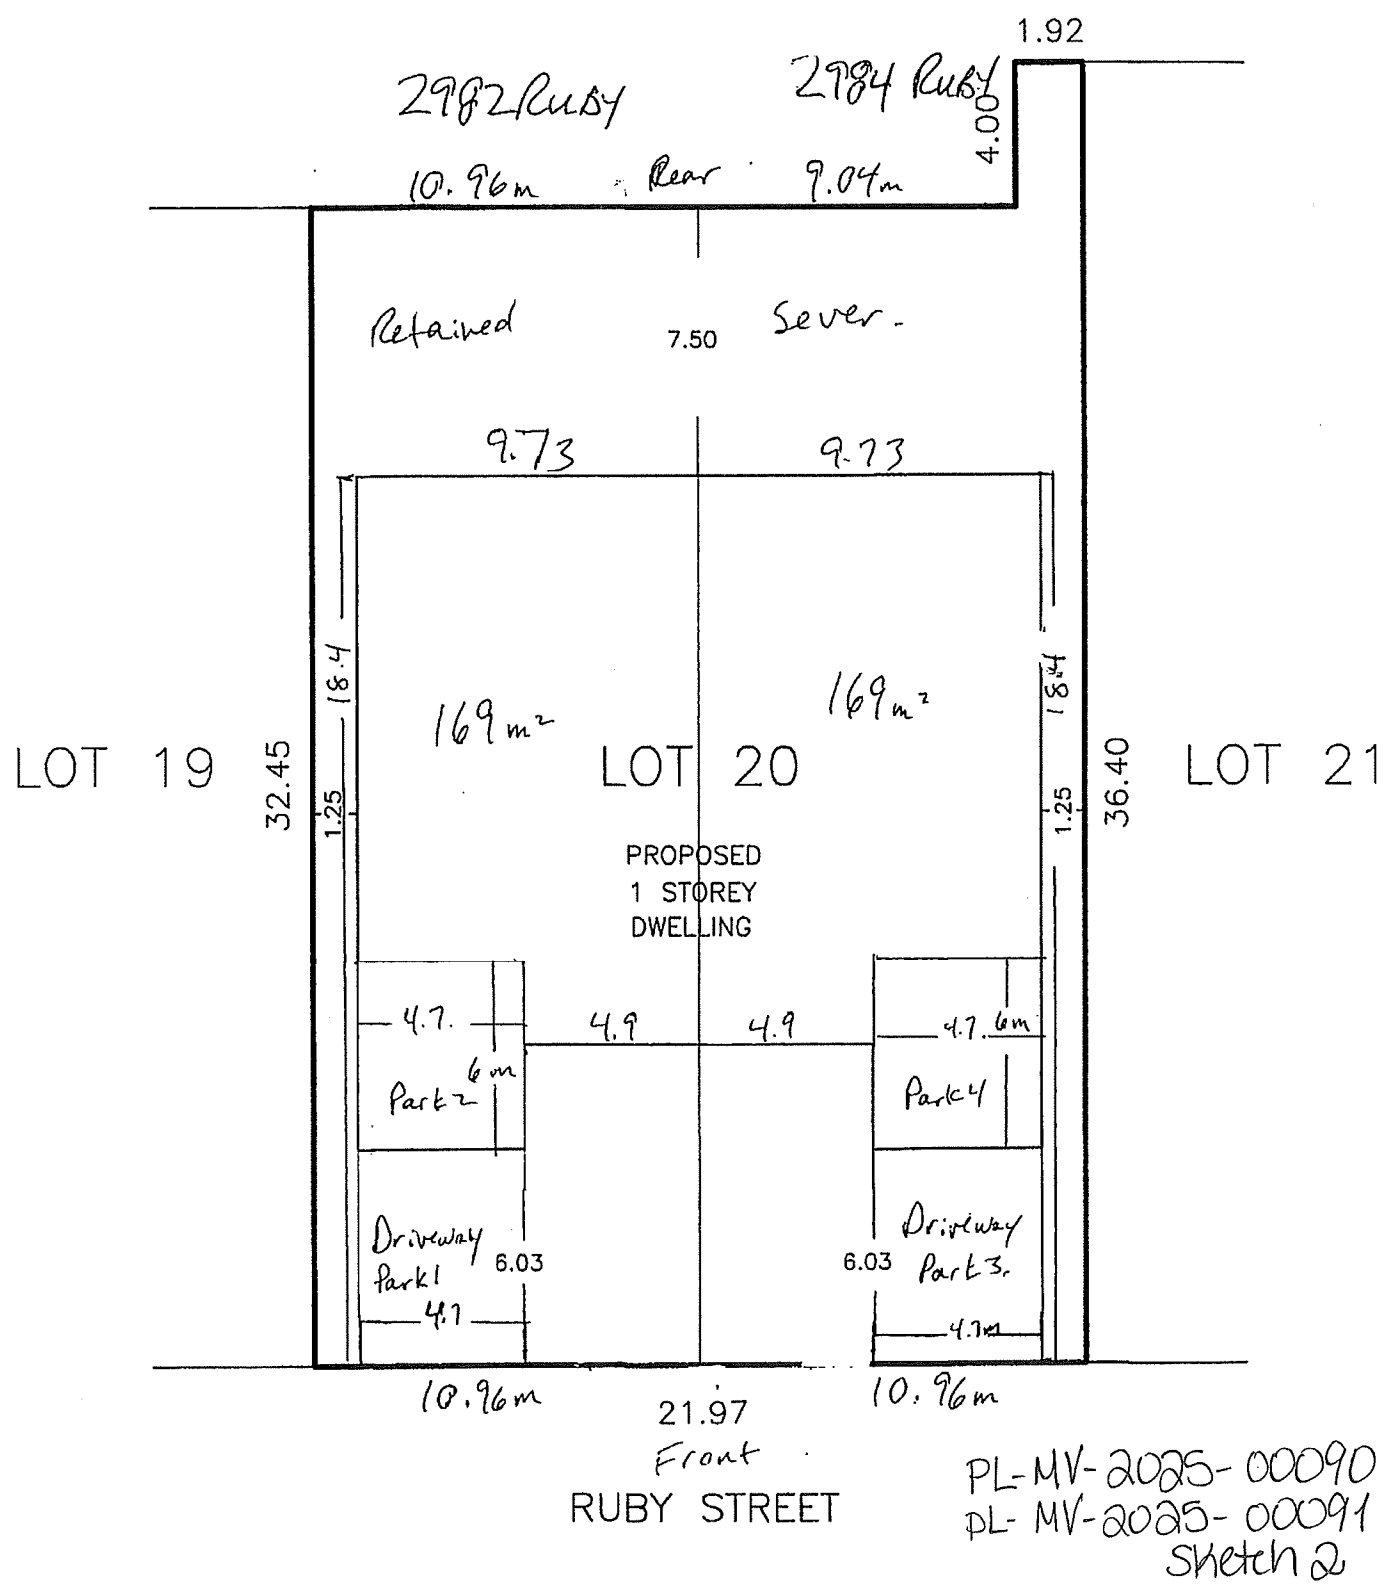 1.92
2982 RUBY
2984 RUBY
4.00
10.96m
Rear
9.04m
Retained
7.50
Sever.
9.73
9.73
18.4
18.4
169m²
169m²
LOT 19
32.45
1.25
LOT 20
1.25
36.40
LOT 21
PROPOSED
1 STOREY
DWELLING
4.7.
4.9
4.9
4.7. 6m
6m
Park 2
Park 4
Driveway
Park 1
6.03
6.03
Driveway
Park 3.
4.7
4.7m
10.96m
21.97
10.96m
Front
RUBY STREET
PL-MV-2025-00090
PL-MV-2025-00091
Sketch 2